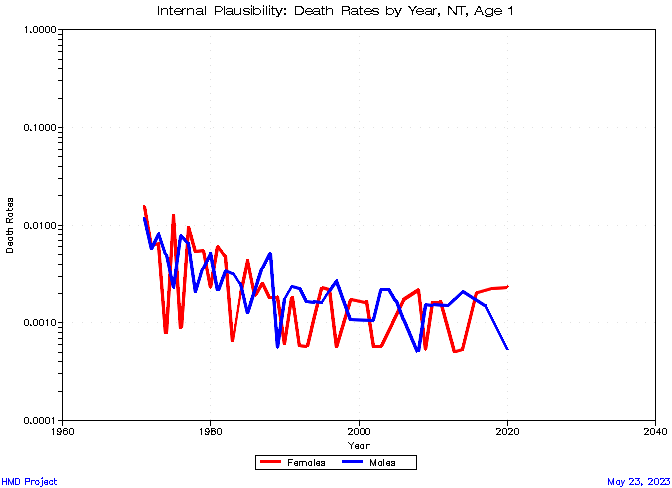 Internal Plausibility: Death Rates by Year, NT, Age 1
1.0000
0.1000
0.0100
0.0010
0.0001
Death Rates
1960 1980 2000 2020 2040
Year
Females Males
HMD Project May 23, 2023